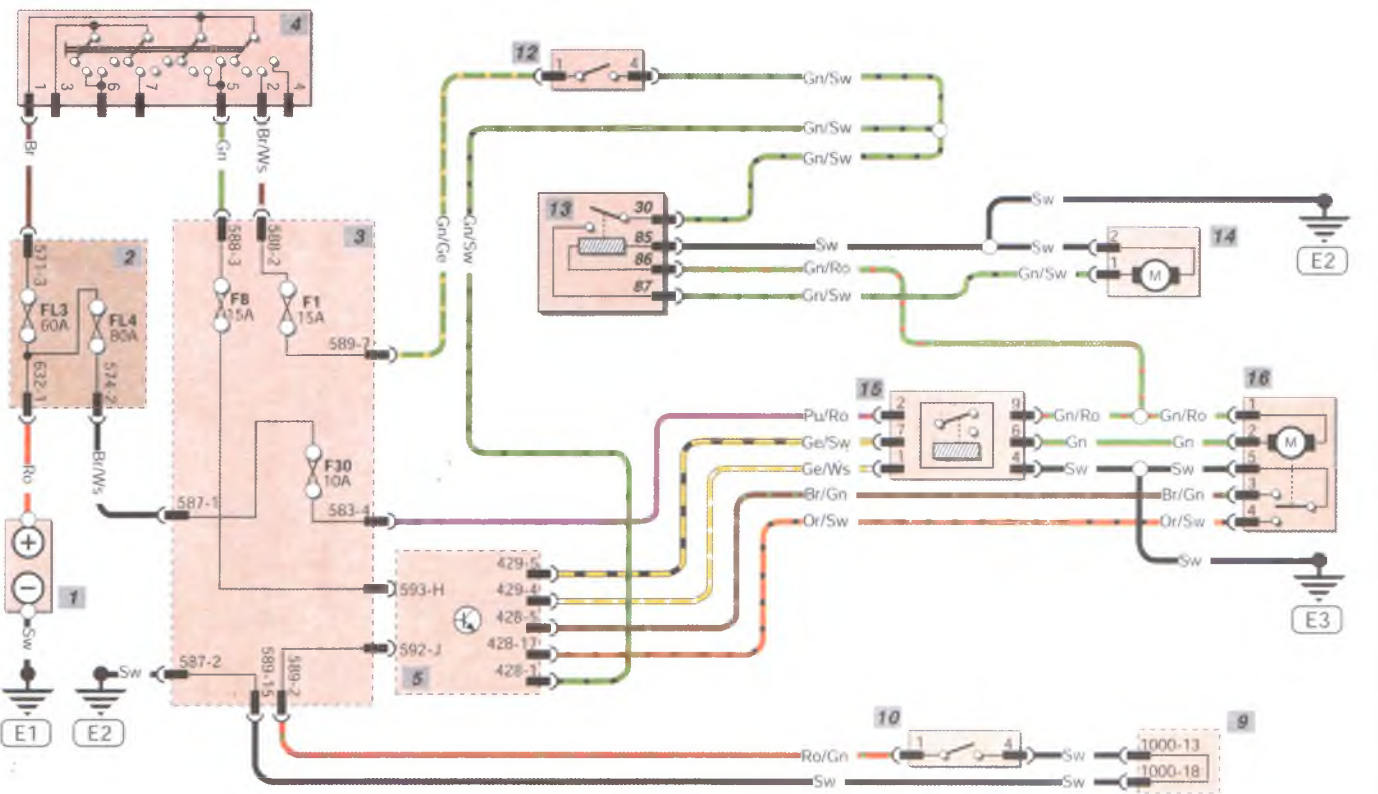 4
1 3 6 7 5 2 4
Br
Gn
Br/Ws
12
1 4
Gn/Sw
Gn/Sw
Gn/Sw
Gn/Ge
Gn/Sw
13
30
85
86
87
Sw
Gn/Ro
Gn/Sw
Sw
Sw
Gn/Sw
E2
2
1
M
14
2
571-3
FL3
60A
FL4
80A
632-1
574-2
Ro
Br/Ws
3
588-3
588-2
F8
15A
F1
15A
589-7
F30
10A
587-1
583-4
593-H
592-J
587-2
589-15
589-2
1
Sw
E1
Sw
E2
15
Pu/Ro
Ge/Sw
Ge/Ws
Br/Gn
Or/Sw
2
7
1
9
6
4
Gn/Ro
Gn
Sw
Gn/Ro
Gn
Sw
Br/Gn
Or/Sw
16
1
2
5
3
4
M
Sw
E3
5
429-5
429-4
428-5
428-17
428-1
10
1 4
Ro/Gn
Sw
Sw
Sw
9
1000-13
1000-18